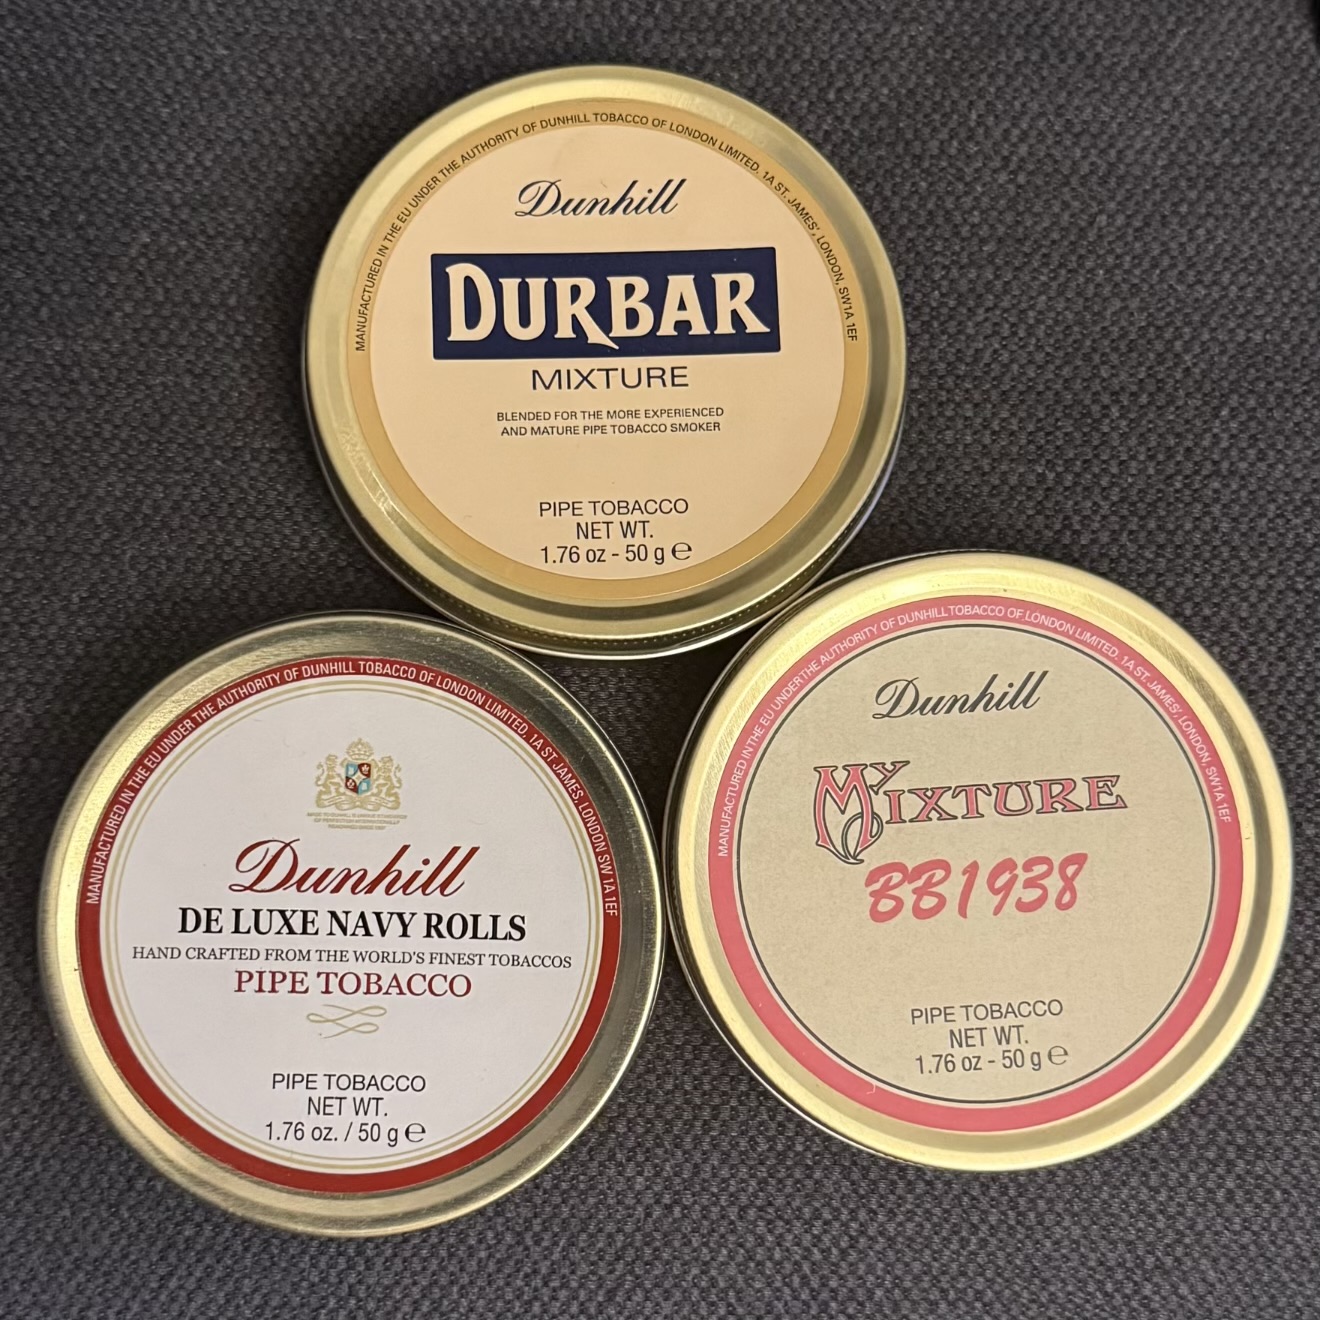 MANUFACTURED IN THE EU UNDER THE AUTHORITY OF DUNHILL TOBACCO OF LONDON LIMITED. 1A ST. JAMES', LONDON, SW1A 1EF
Dunhill
DURBAR
MIXTURE
BLENDED FOR THE MORE EXPERIENCED
AND MATURE PIPE TOBACCO SMOKER
PIPE TOBACCO
NET WT.
1.76 oz - 50 g ℮
MANUFACTURED IN THE EU UNDER THE AUTHORITY OF DUNHILL TOBACCO OF LONDON LIMITED, 1A ST JAMES, LONDON SW1A 1EF
Dunhill
DE LUXE NAVY ROLLS
HAND CRAFTED FROM THE WORLD'S FINEST TOBACCOS
PIPE TOBACCO
PIPE TOBACCO
NET WT.
1.76 oz. / 50 g ℮
MANUFACTURED IN THE EU UNDER THE AUTHORITY OF DUNHILL TOBACCO OF LONDON LIMITED. 1A ST. JAMES', LONDON, SW1A 1EF
Dunhill
MY MIXTURE
BB1938
PIPE TOBACCO
NET WT.
1.76 oz - 50 g ℮